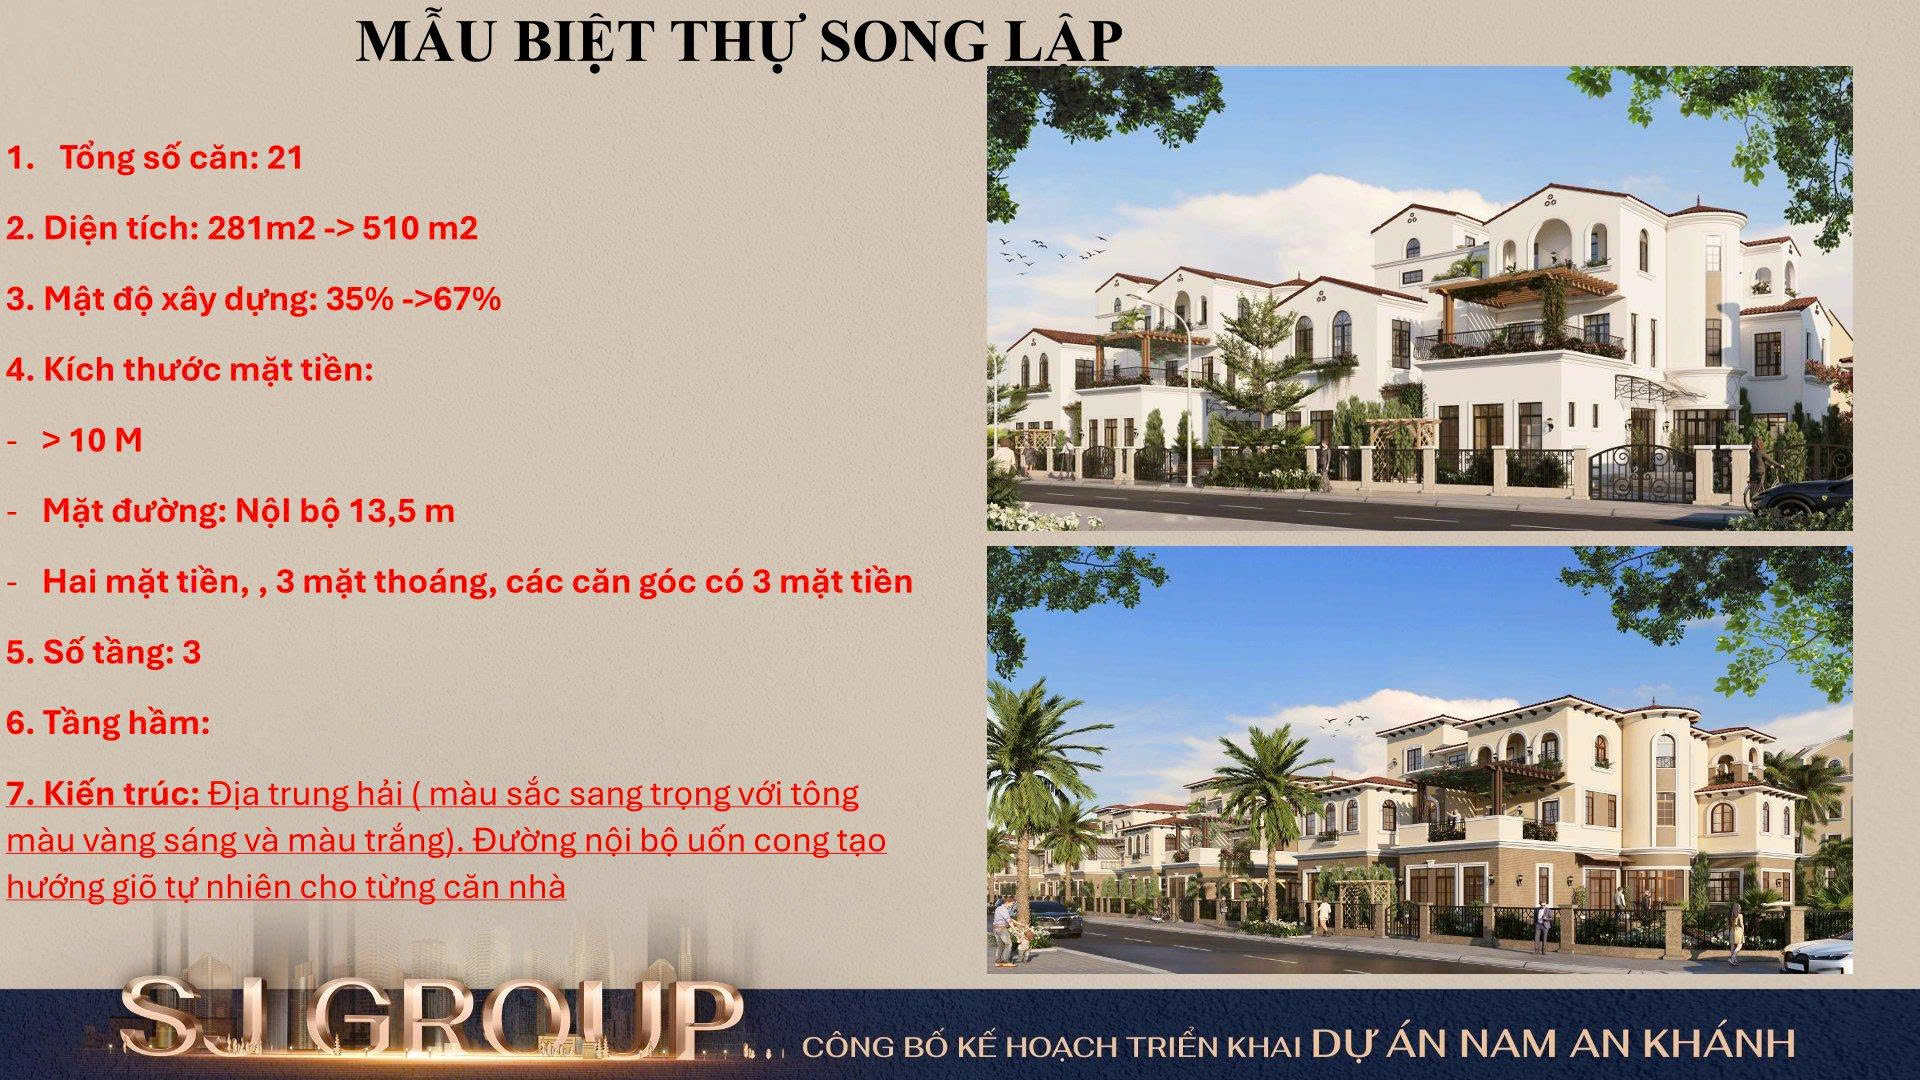 MẪU BIỆT THỰ SONG LẬP
1. Tổng số căn: 21
2. Diện tích: 281m2 -> 510 m2
3. Mật độ xây dựng: 35% ->67%
4. Kích thước mặt tiền:
- > 10 M
- Mặt đường: Nộl bộ 13,5 m
- Hai mặt tiền, , 3 mặt thoáng, các căn góc có 3 mặt tiền
5. Số tầng: 3
6. Tầng hầm:
7. Kiến trúc: Địa trung hải ( màu sắc sang trọng với tông
màu vàng sáng và màu trắng). Đường nội bộ uốn cong tạo
hướng giõ tự nhiên cho từng căn nhà
SJ GROUP
CÔNG BỐ KẾ HOẠCH TRIỂN KHAI DỰ ÁN NAM AN KHÁNH